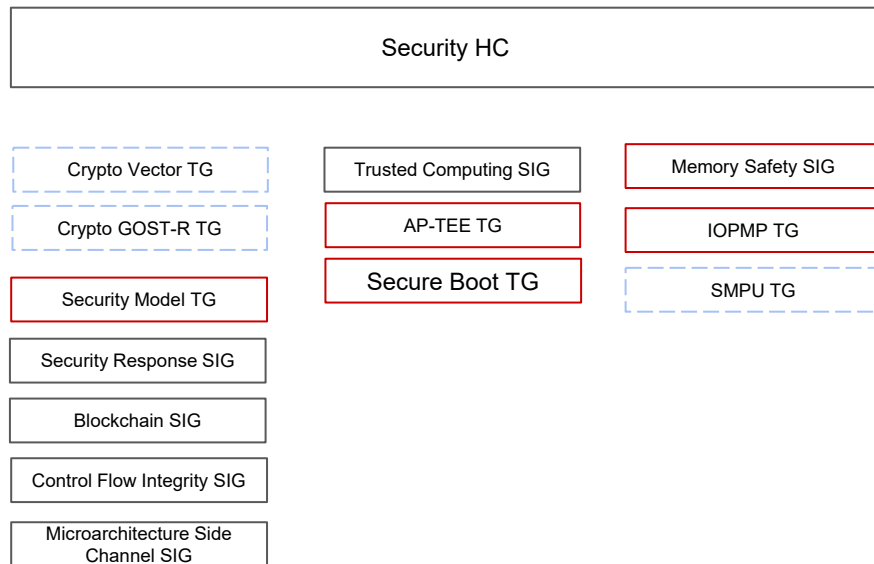 Security HC
Crypto Vector TG
Crypto GOST-R TG
Security Model TG
Security Response SIG
Blockchain SIG
Control Flow Integrity SIG
Microarchitecture Side
Channel SIG
Trusted Computing SIG
AP-TEE TG
Secure Boot TG
Memory Safety SIG
IOPMP TG
SMPU TG